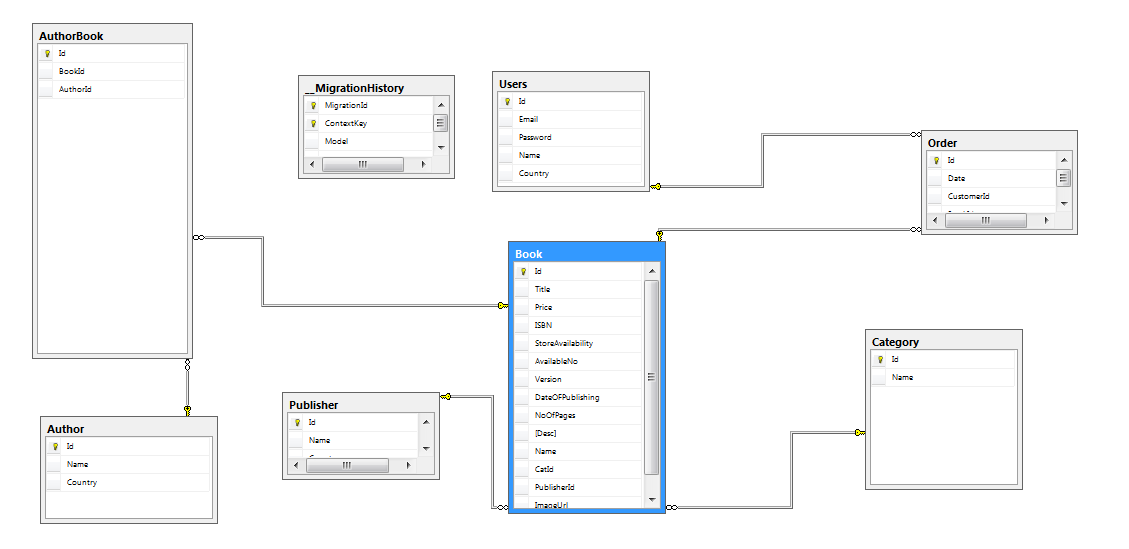 AuthorBook
Id
BookId
AuthorId
__MigrationHistory
MigrationId
ContextKey
Model
Users
Id
Email
Password
Name
Country
Order
Id
Date
CustomerId
Book
Id
Title
Price
ISBN
StoreAvailability
AvailableNo
Version
DateOFPublishing
NoOfPages
[Desc]
Name
CatId
PublisherId
ImageUrl
Category
Id
Name
Publisher
Id
Name
Author
Id
Name
Country